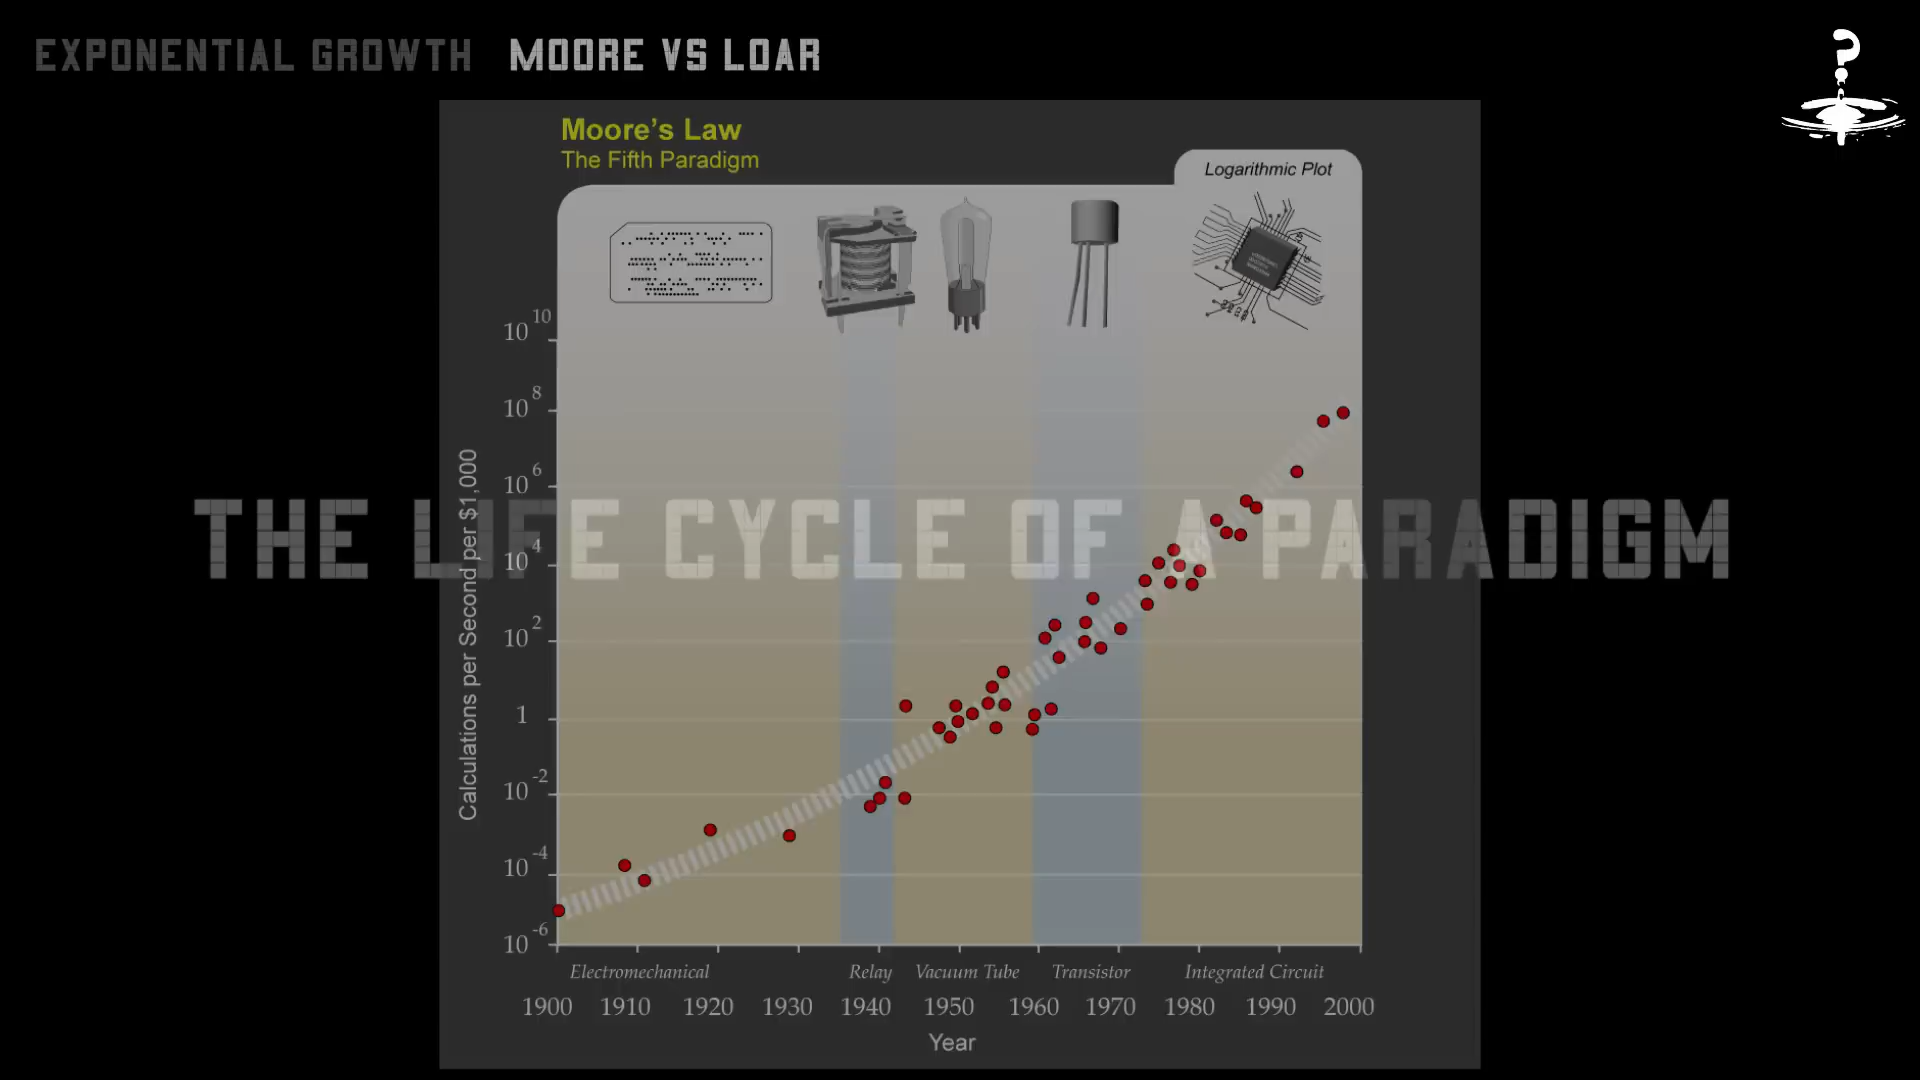 EXPONENTIAL GROWTH MOORE VS LOAR
Moore's Law
The Fifth Paradigm
Logarithmic Plot
10^10
10^8
10^6
10^4
10^2
1
10^-2
10^-4
10^-6
Calculations per Second per $1,000
THE LIFE CYCLE OF A PARADIGM
Electromechanical Relay Vacuum Tube Transistor Integrated Circuit
1900 1910 1920 1930 1940 1950 1960 1970 1980 1990 2000
Year